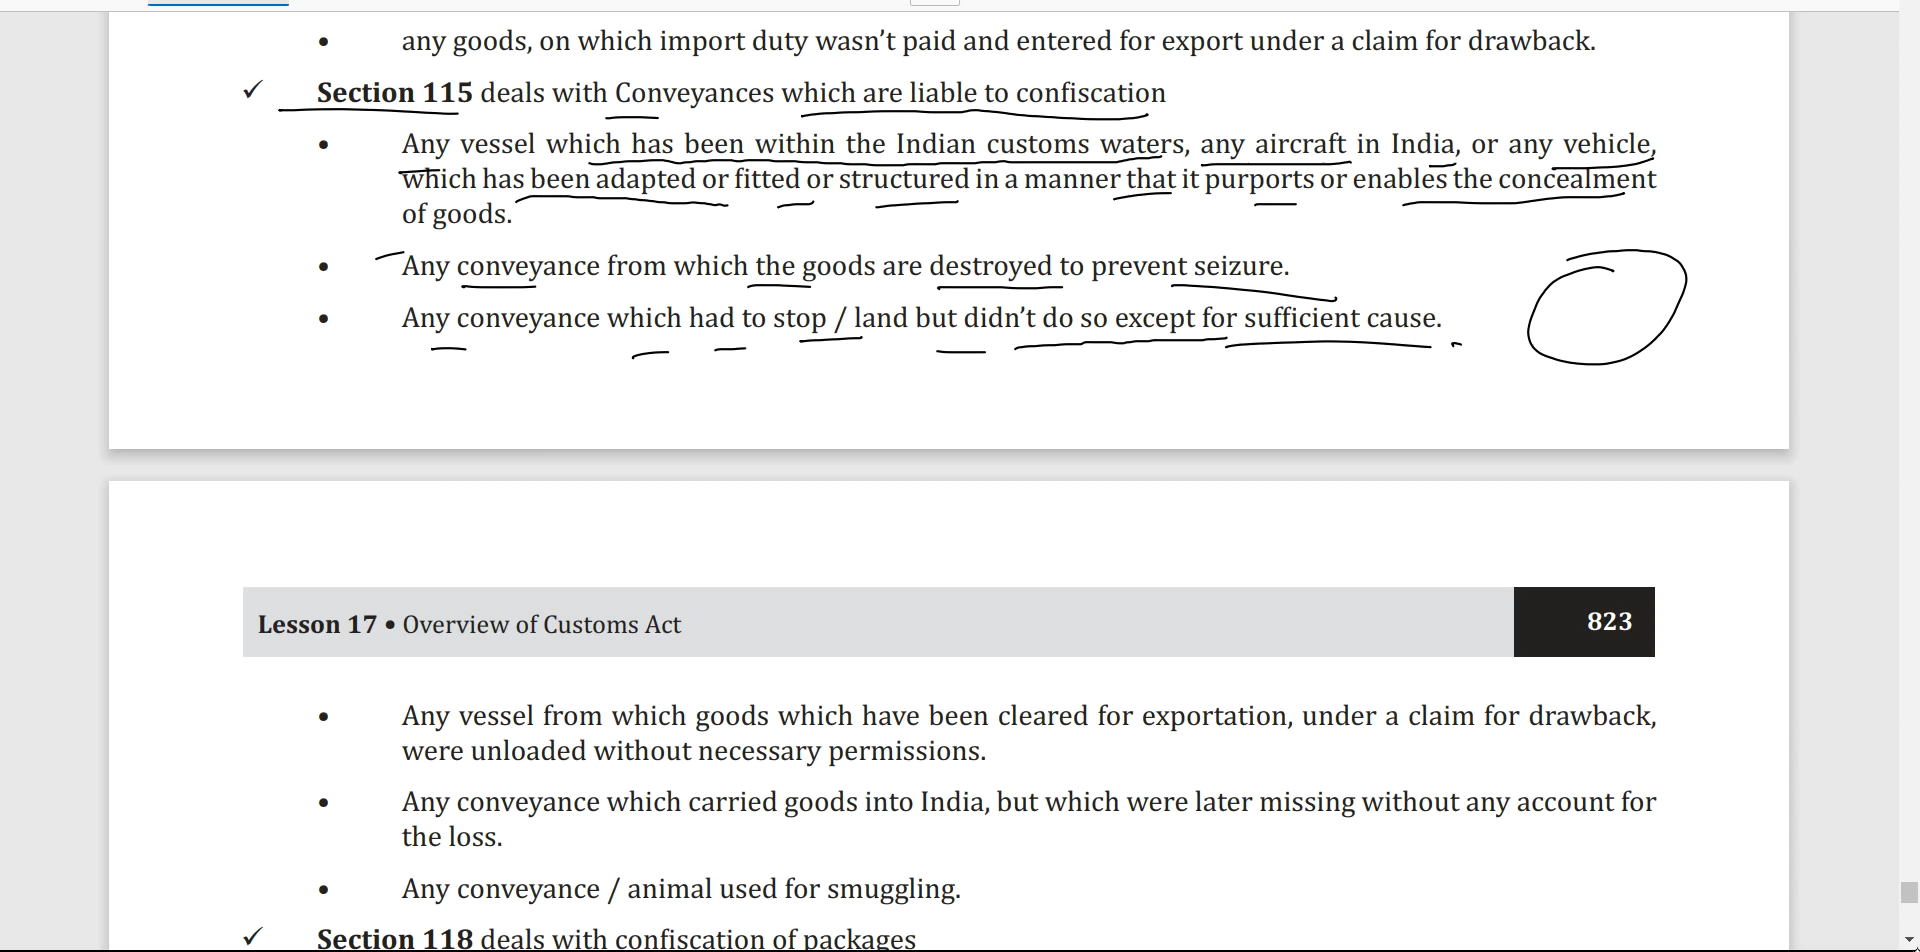 • any goods, on which import duty wasn’t paid and entered for export under a claim for drawback.
✓ Section 115 deals with Conveyances which are liable to confiscation
• Any vessel which has been within the Indian customs waters, any aircraft in India, or any vehicle,
which has been adapted or fitted or structured in a manner that it purports or enables the concealment
of goods.
• Any conveyance from which the goods are destroyed to prevent seizure.
• Any conveyance which had to stop / land but didn’t do so except for sufficient cause.
Lesson 17 • Overview of Customs Act 823
• Any vessel from which goods which have been cleared for exportation, under a claim for drawback,
were unloaded without necessary permissions.
• Any conveyance which carried goods into India, but which were later missing without any account for
the loss.
• Any conveyance / animal used for smuggling.
✓ Section 118 deals with confiscation of packages